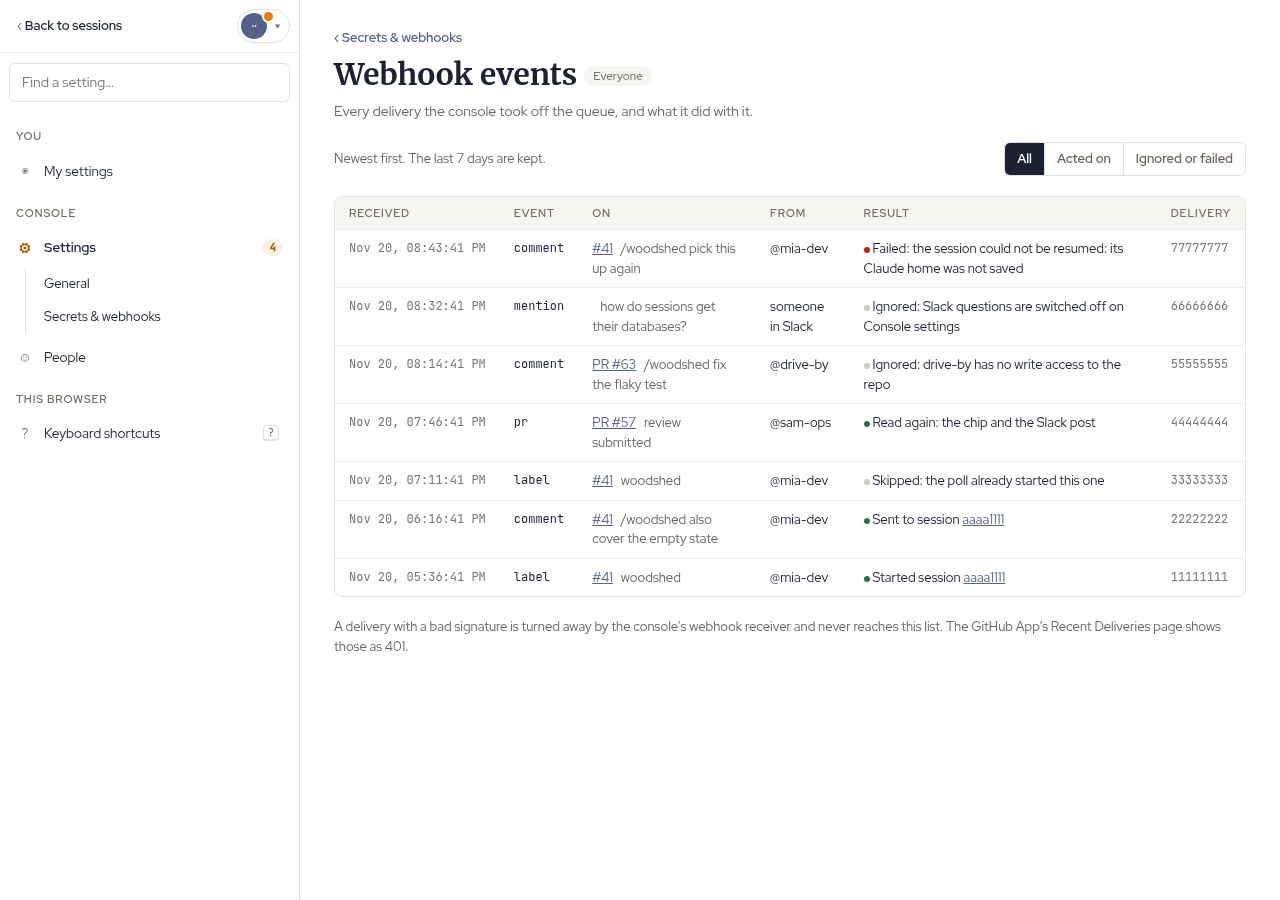 ‹ Back to sessions
Find a setting...
YOU
My settings
CONSOLE
Settings 4
General
Secrets & webhooks
People
THIS BROWSER
? Keyboard shortcuts ?
‹ Secrets & webhooks
Webhook events Everyone
Every delivery the console took off the queue, and what it did with it.
Newest first. The last 7 days are kept.
All Acted on Ignored or failed
RECEIVED EVENT ON FROM RESULT DELIVERY
Nov 20, 08:43:41 PM comment #41 /woodshed pick this @mia-dev Failed: the session could not be resumed: its 77777777
up again Claude home was not saved
Nov 20, 08:32:41 PM mention how do sessions get someone Ignored: Slack questions are switched off on 66666666
their databases? in Slack Console settings
Nov 20, 08:14:41 PM comment PR #63 /woodshed fix @drive-by Ignored: drive-by has no write access to the 55555555
the flaky test repo
Nov 20, 07:46:41 PM pr PR #57 review @sam-ops Read again: the chip and the Slack post 44444444
submitted
Nov 20, 07:11:41 PM label #41 woodshed @mia-dev Skipped: the poll already started this one 33333333
Nov 20, 06:16:41 PM comment #41 /woodshed also @mia-dev Sent to session aaaa1111 22222222
cover the empty state
Nov 20, 05:36:41 PM label #41 woodshed @mia-dev Started session aaaa1111 11111111
A delivery with a bad signature is turned away by the console's webhook receiver and never reaches this list. The GitHub App's Recent Deliveries page shows
those as 401.